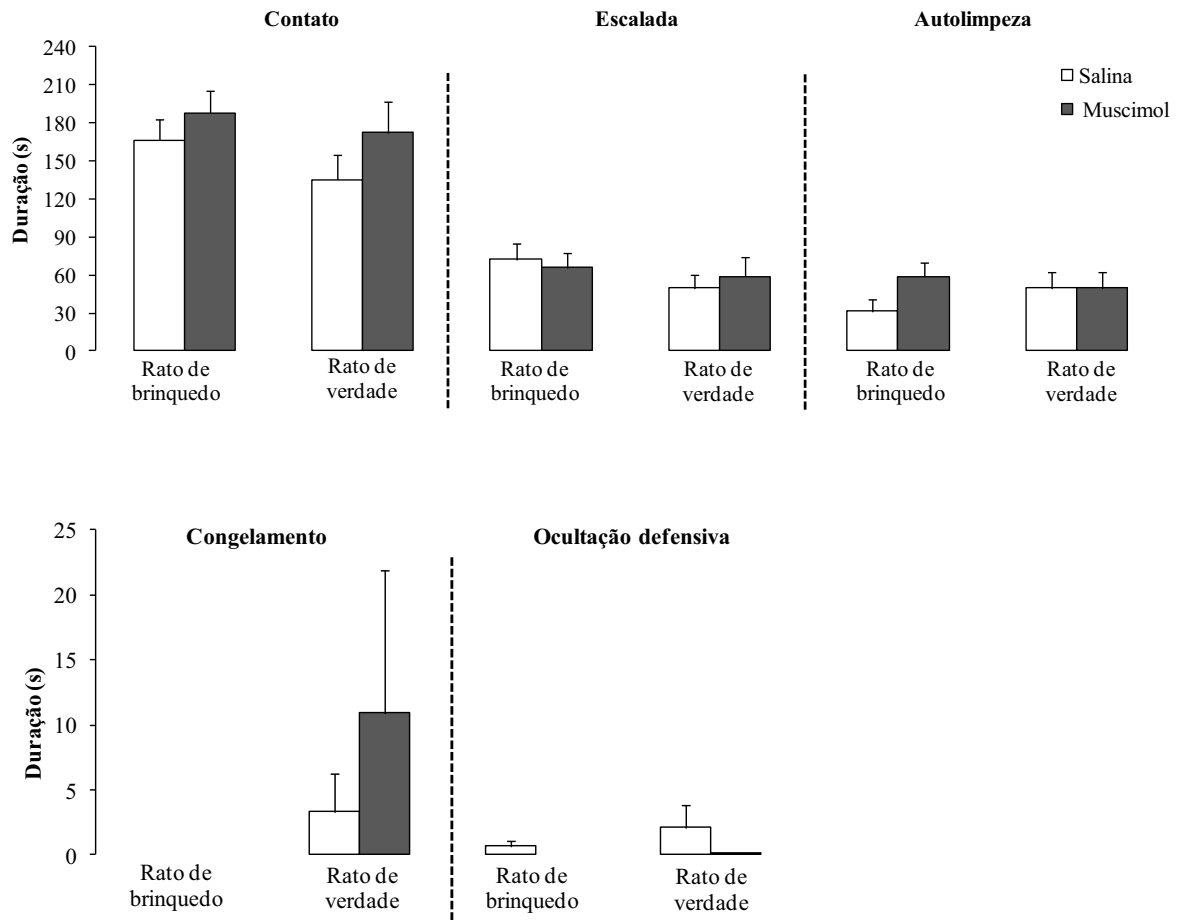 Contato Escalada Autolimpeza
Duração (s)
240
210
180
150
120
90
60
30
0
Salina
Muscimol
Rato de
brinquedo
Rato de
verdade
Rato de
brinquedo
Rato de
verdade
Rato de
brinquedo
Rato de
verdade
Congelamento Ocultação defensiva
Duração (s)
25
20
15
10
5
0
Rato de
brinquedo
Rato de
verdade
Rato de
brinquedo
Rato de
verdade